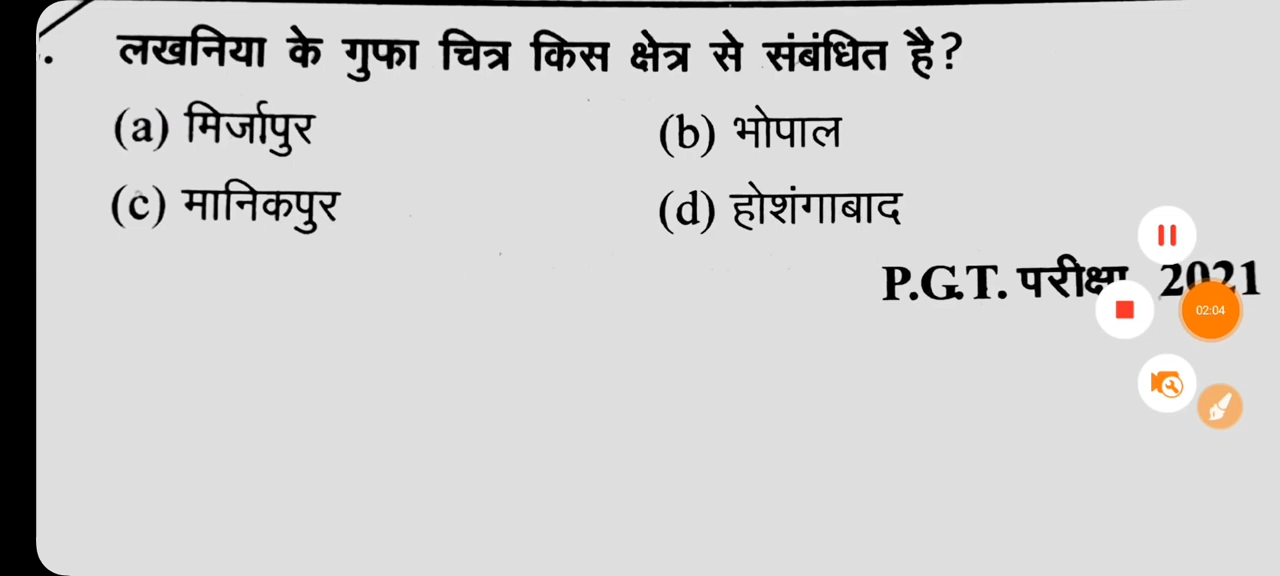 . लखनिया के गुफा चित्र किस क्षेत्र से संबंधित है?
(a) मिर्जापुर (b) भोपाल
(c) मानिकपुर (d) होशंगाबाद
P.G.T. परीक्षा 2021
02:04